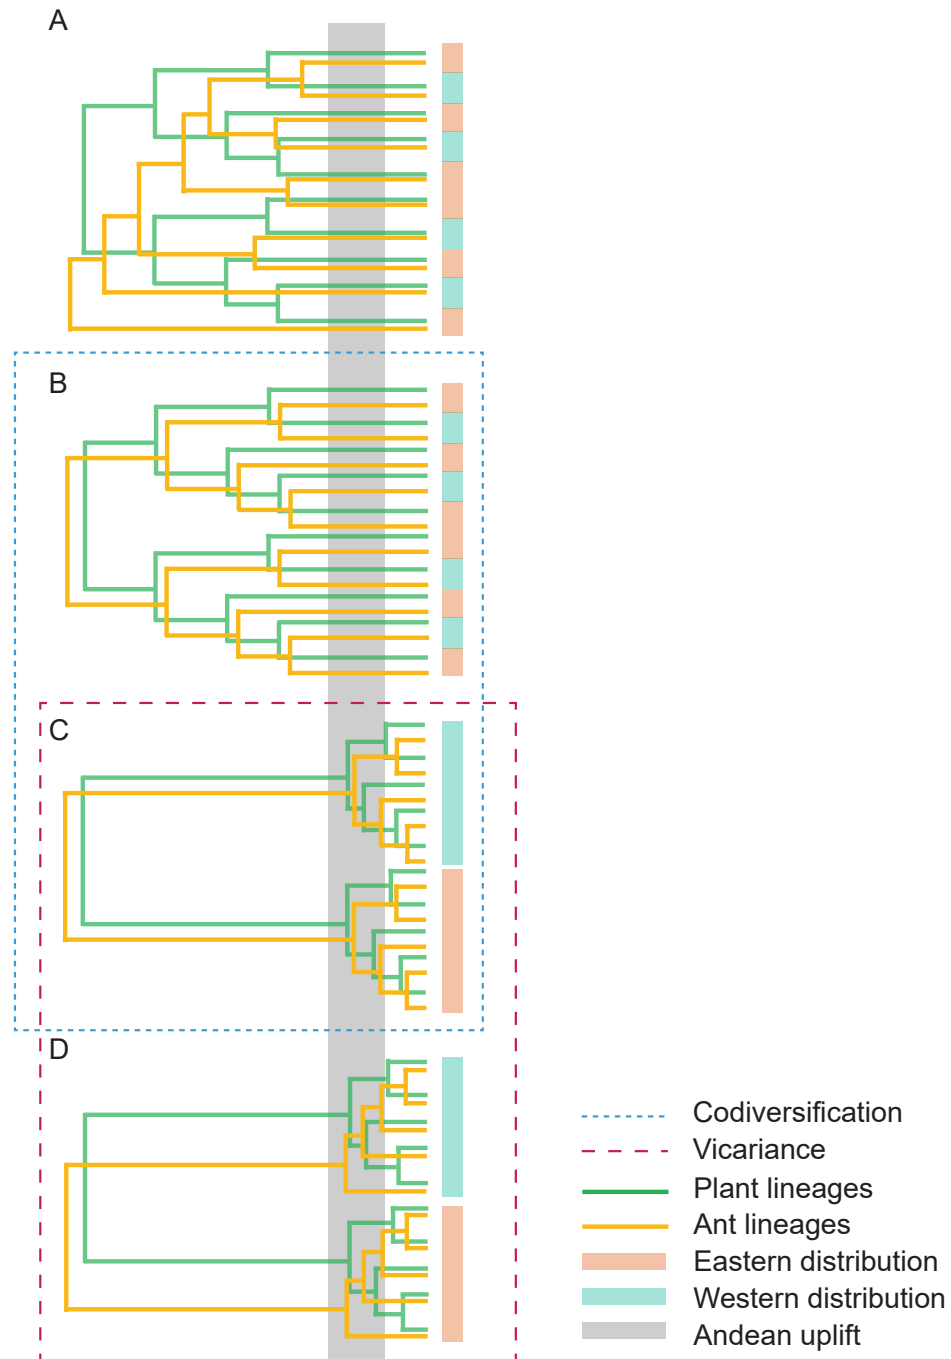 A
B
C
D
Codiversification
Vicariance
Plant lineages
Ant lineages
Eastern distribution
Western distribution
Andean uplift